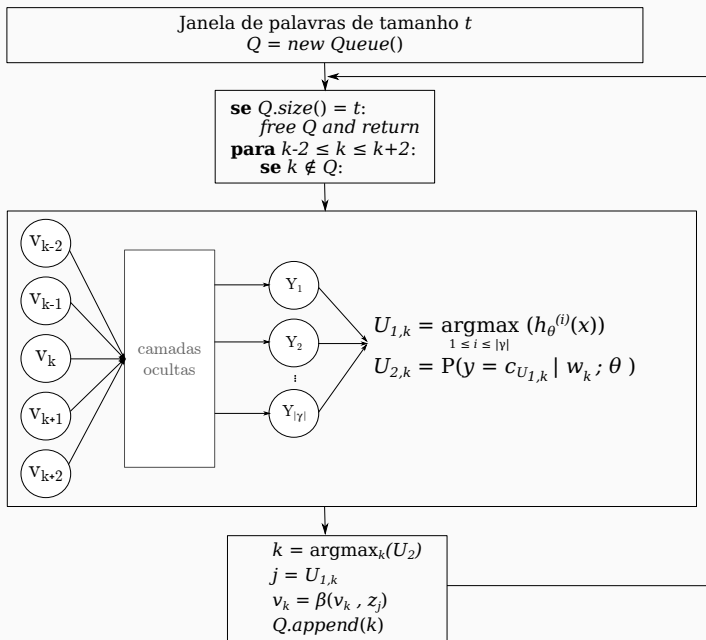 Janela de palavras de tamanho t
Q = new Queue()
se Q.size() = t:
free Q and return
para k-2 ≤ k ≤ k+2:
se k ∉ Q:
v_{k-2}
v_{k-1}
v_k
v_{k+1}
v_{k+2}
camadas
ocultas
Y_1
Y_2
⋮
Y_{|γ|}
U_{1,k} = argmax_{1 ≤ i ≤ |γ|} (h_θ^{(i)}(x))
U_{2,k} = P(y = c_{U_{1,k}} | w_k ; θ )
k = argmax_k(U_2)
j = U_{1,k}
v_k = β(v_k , z_j)
Q.append(k)